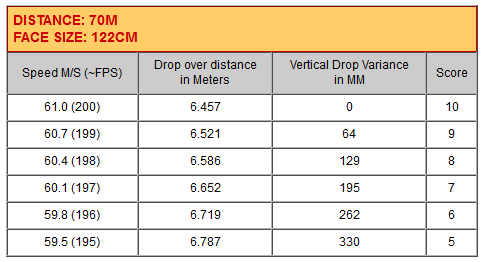 DISTANCE: 70M
FACE SIZE: 122CM
Speed M/S (~FPS) Drop over distance in Meters Vertical Drop Variance in MM Score
61.0 (200) 6.457 0 10
60.7 (199) 6.521 64 9
60.4 (198) 6.586 129 8
60.1 (197) 6.652 195 7
59.8 (196) 6.719 262 6
59.5 (195) 6.787 330 5